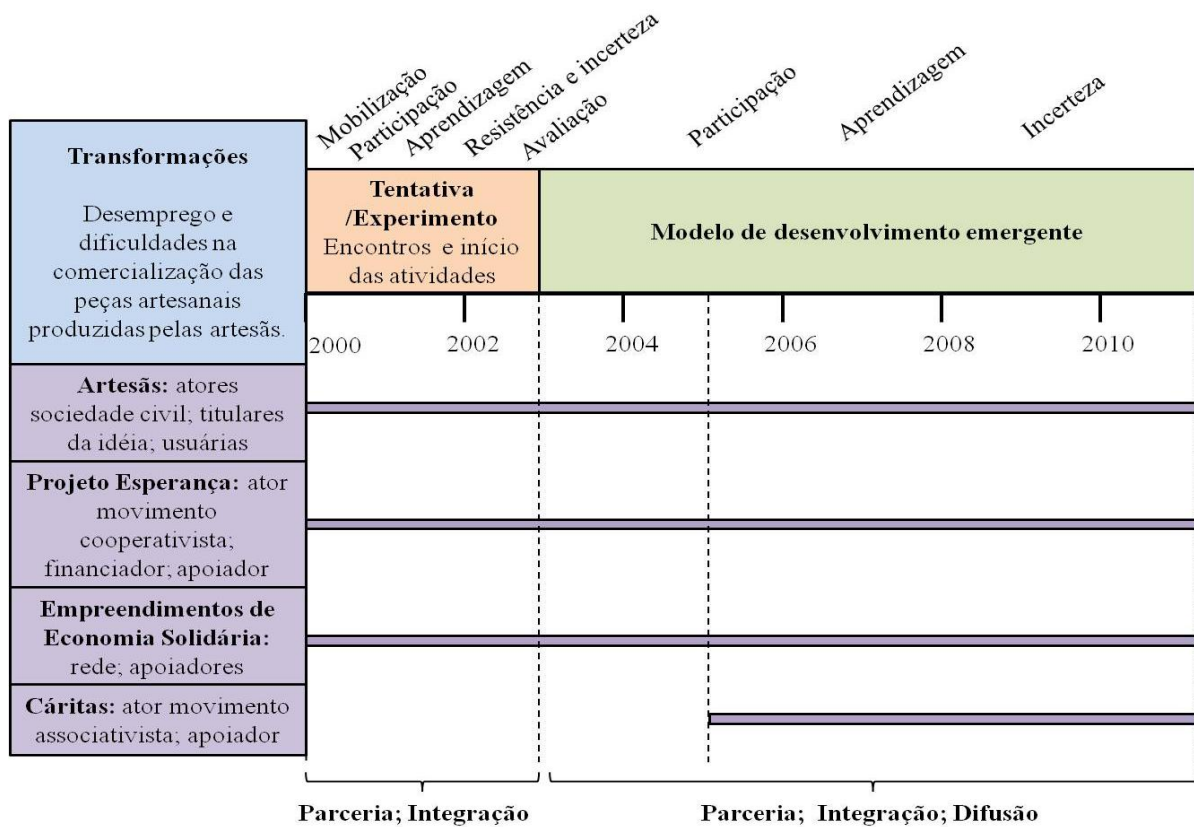 Mobilização
Participação
Aprendizagem
Resistência e incerteza
Avaliação
Participação
Aprendizagem
Incerteza
Transformações
Desemprego e
dificuldades na
comercialização das
peças artesanais
produzidas pelas artesãs.
Tentativa
/Experimento
Encontros e início
das atividades
Modelo de desenvolvimento emergente
2000
2002
2004
2006
2008
2010
Artesãs: atores
sociedade civil; titulares
da idéia; usuárias
Projeto Esperança: ator
movimento
cooperativista;
financiador; apoiador
Empreendimentos de
Economia Solidária:
rede; apoiadores
Cáritas: ator movimento
associativista; apoiador
Parceria; Integração
Parceria; Integração; Difusão